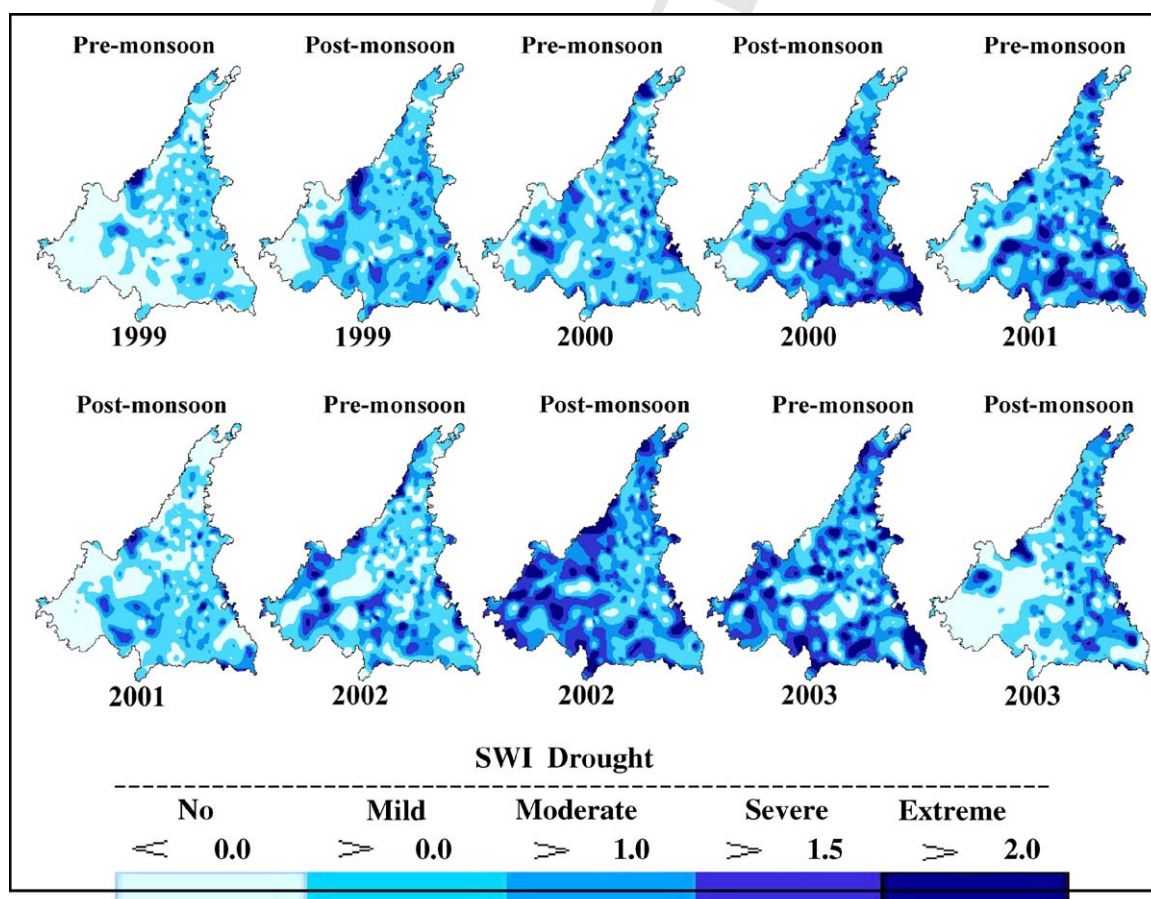 Pre-monsoon Post-monsoon Pre-monsoon Post-monsoon Pre-monsoon
1999 1999 2000 2000 2001
Post-monsoon Pre-monsoon Post-monsoon Pre-monsoon Post-monsoon
2001 2002 2002 2003 2003
SWI Drought
No Mild Moderate Severe Extreme
< 0.0 > 0.0 > 1.0 > 1.5 > 2.0